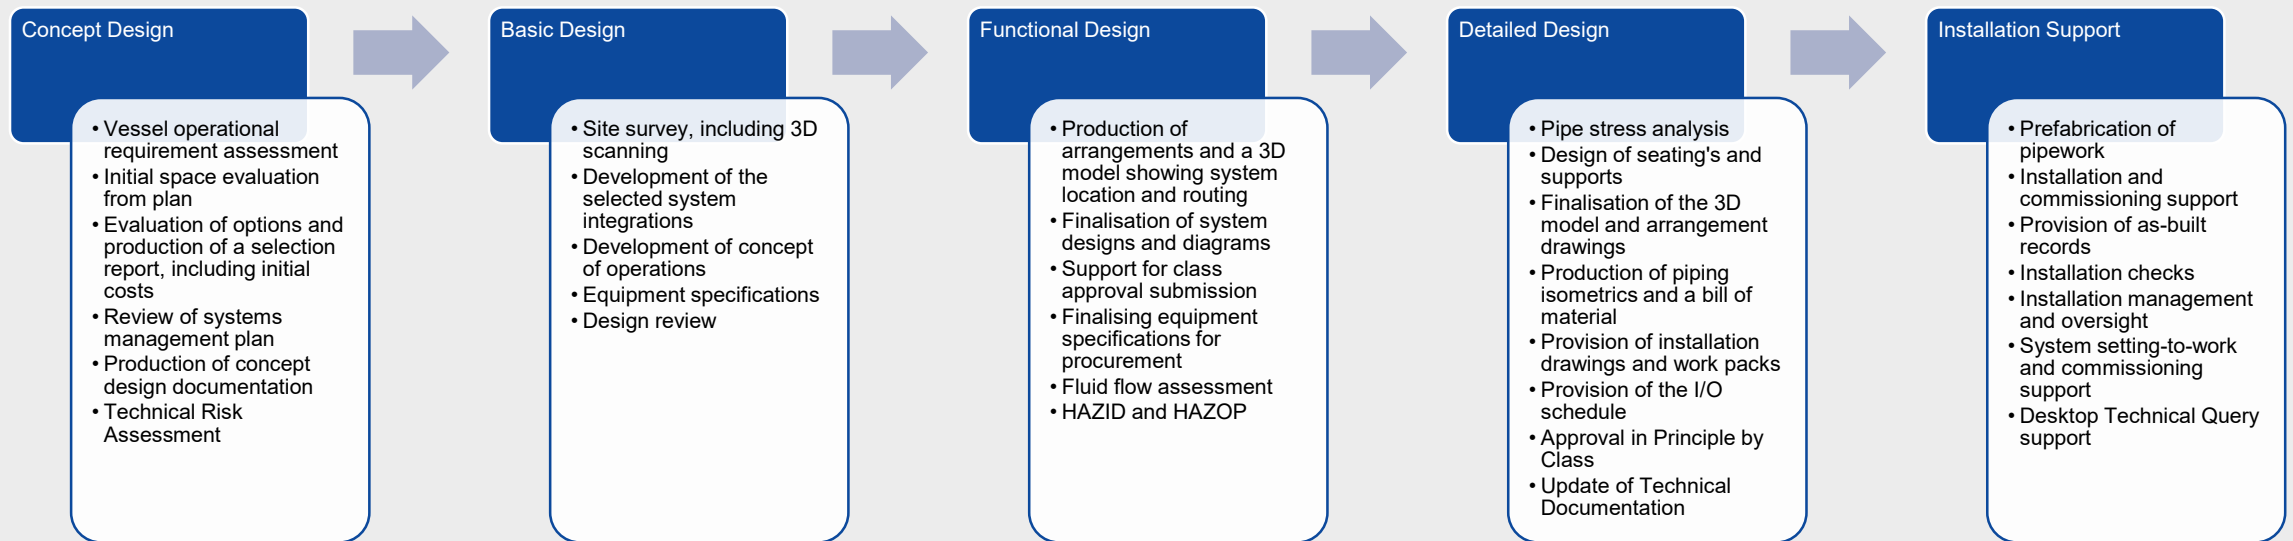 Concept Design
• Vessel operational
requirement assessment
• Initial space evaluation
from plan
• Evaluation of options and
production of a selection
report, including initial
costs
• Review of systems
management plan
• Production of concept
design documentation
• Technical Risk
Assessment
Basic Design
• Site survey, including 3D
scanning
• Development of the
selected system
integrations
• Development of concept
of operations
• Equipment specifications
• Design review
Functional Design
• Production of
arrangements and a 3D
model showing system
location and routing
• Finalisation of system
designs and diagrams
• Support for class
approval submission
• Finalising equipment
specifications for
procurement
• Fluid flow assessment
• HAZID and HAZOP
Detailed Design
• Pipe stress analysis
• Design of seating's and
supports
• Finalisation of the 3D
model and arrangement
drawings
• Production of piping
isometrics and a bill of
material
• Provision of installation
drawings and work packs
• Provision of the I/O
schedule
• Approval in Principle by
Class
• Update of Technical
Documentation
Installation Support
• Prefabrication of
pipework
• Installation and
commissioning support
• Provision of as-built
records
• Installation checks
• Installation management
and oversight
• System setting-to-work
and commissioning
support
• Desktop Technical Query
support